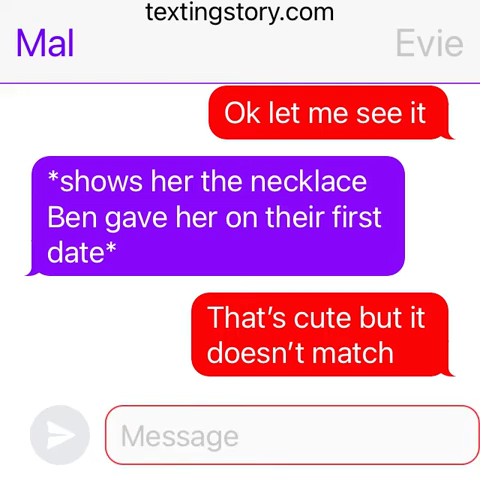 textingstory.com
Mal
Evie
Ok let me see it
*shows her the necklace
Ben gave her on their first
date*
That’s cute but it
doesn’t match
Message